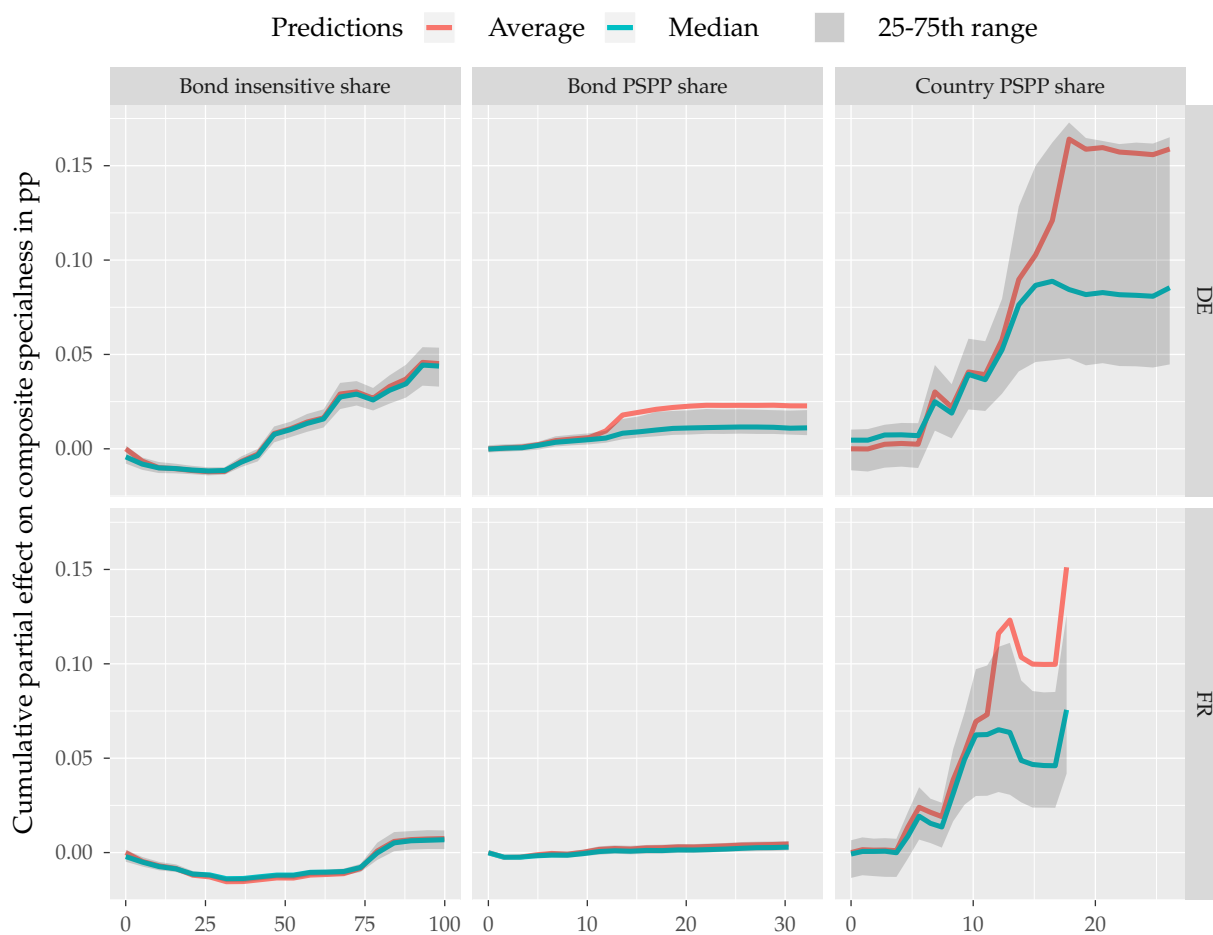 Predictions Average Median 25-75th range
Bond insensitive share Bond PSPP share Country PSPP share
Cumulative partial effect on composite specialness in pp
0.15
0.10
0.05
0.00
DE
0.15
0.10
0.05
0.00
FR
0 25 50 75 100 0 10 20 30 0 10 20